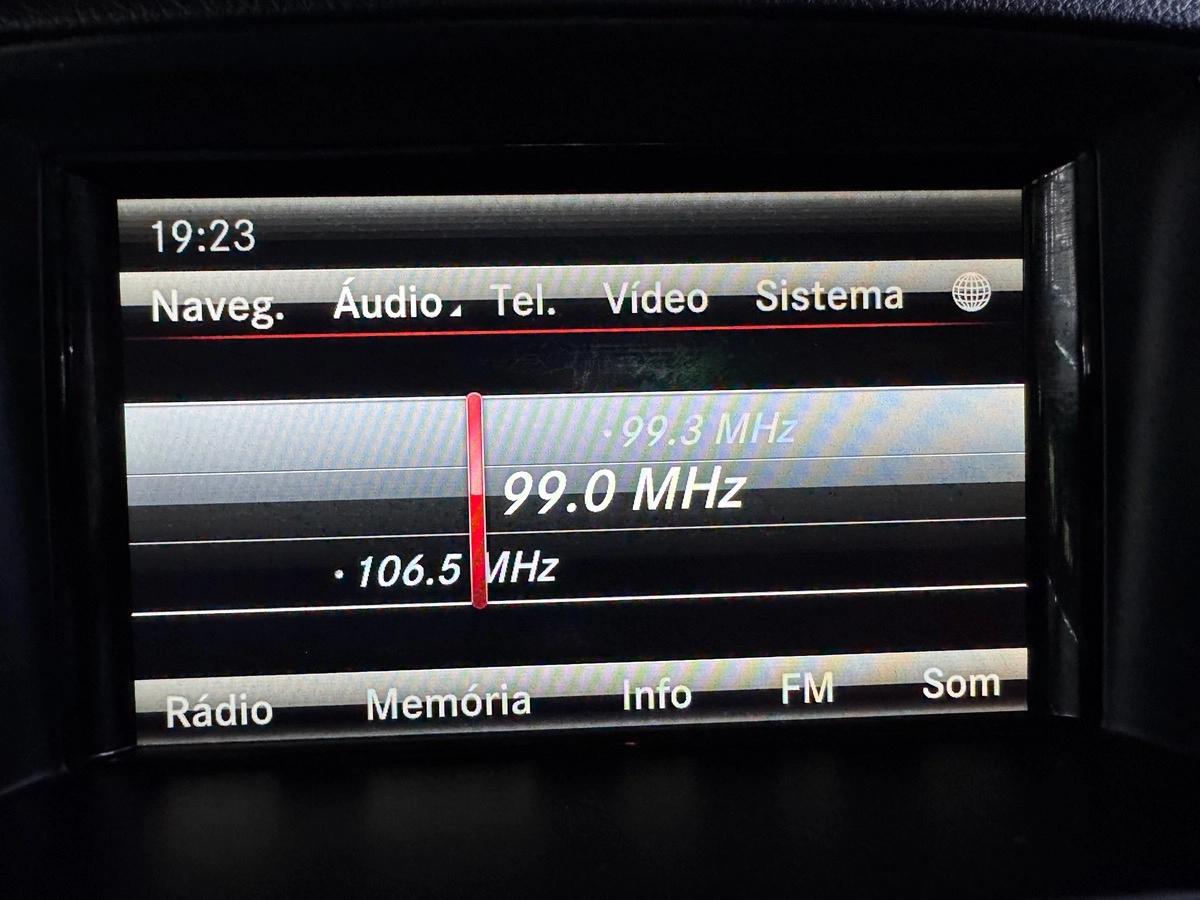 19:23
Naveg. Áudio Tel. Vídeo Sistema
· 99.3 MHz
99.0 MHz
· 106.5 MHz
Rádio Memória Info FM Som